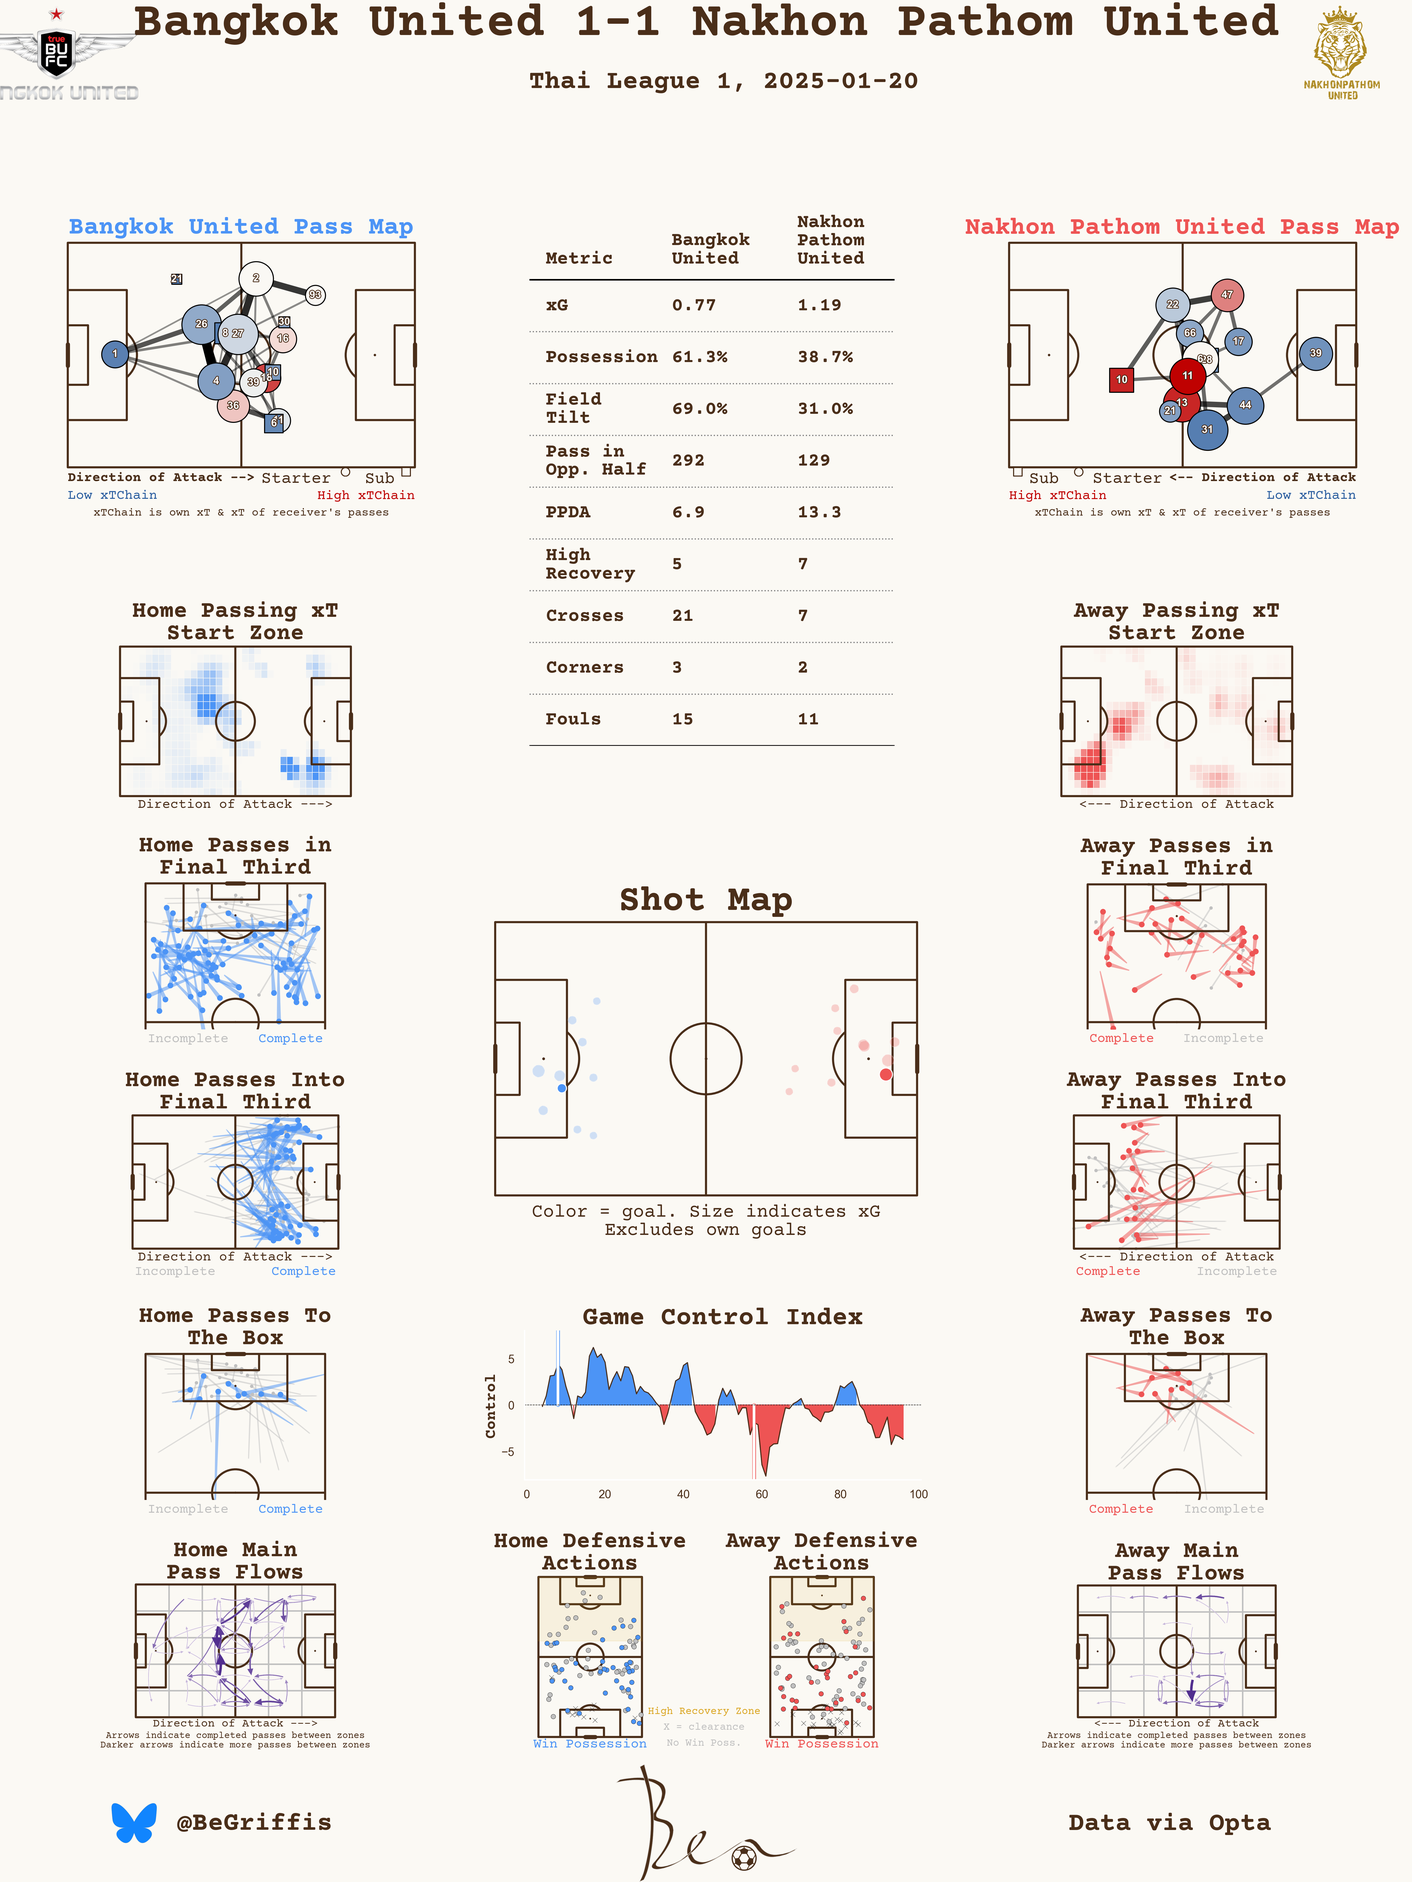 Bangkok United 1-1 Nakhon Pathom United
Thai League 1, 2025-01-20
true
BU
FC
NGKOK UNITED
NAKHONPATHOM
UNITED
Bangkok United Pass Map
21
2
93
26
8
27
30
16
1
4
39
10
36
6
Direction of Attack --> Starter Sub
Low xTChain High xTChain
xTChain is own xT & xT of receiver's passes
Metric Bangkok United Nakhon Pathom United
xG 0.77 1.19
Possession 61.3% 38.7%
Field Tilt 69.0% 31.0%
Pass in Opp. Half 292 129
PPDA 6.9 13.3
High Recovery 5 7
Crosses 21 7
Corners 3 2
Fouls 15 11
Nakhon Pathom United Pass Map
22
47
66
17
28
39
10
11
13
21
44
31
Sub Starter <-- Direction of Attack
High xTChain Low xTChain
xTChain is own xT & xT of receiver's passes
Home Passing xT
Start Zone
Direction of Attack --->
Away Passing xT
Start Zone
<--- Direction of Attack
Home Passes in
Final Third
Incomplete Complete
Away Passes in
Final Third
Complete Incomplete
Shot Map
Color = goal. Size indicates xG
Excludes own goals
Home Passes Into
Final Third
Direction of Attack --->
Incomplete Complete
Away Passes Into
Final Third
<--- Direction of Attack
Complete Incomplete
Home Passes To
The Box
Incomplete Complete
Game Control Index
Control
5
0
−5
0 20 40 60 80 100
Away Passes To
The Box
Complete Incomplete
Home Main
Pass Flows
Direction of Attack --->
Arrows indicate completed passes between zones
Darker arrows indicate more passes between zones
Home Defensive
Actions
Win Possession
Away Defensive
Actions
Win Possession
High Recovery Zone
X = clearance
No Win Poss.
Away Main
Pass Flows
<--- Direction of Attack
Arrows indicate completed passes between zones
Darker arrows indicate more passes between zones
@BeGriffis
Ben
Data via Opta